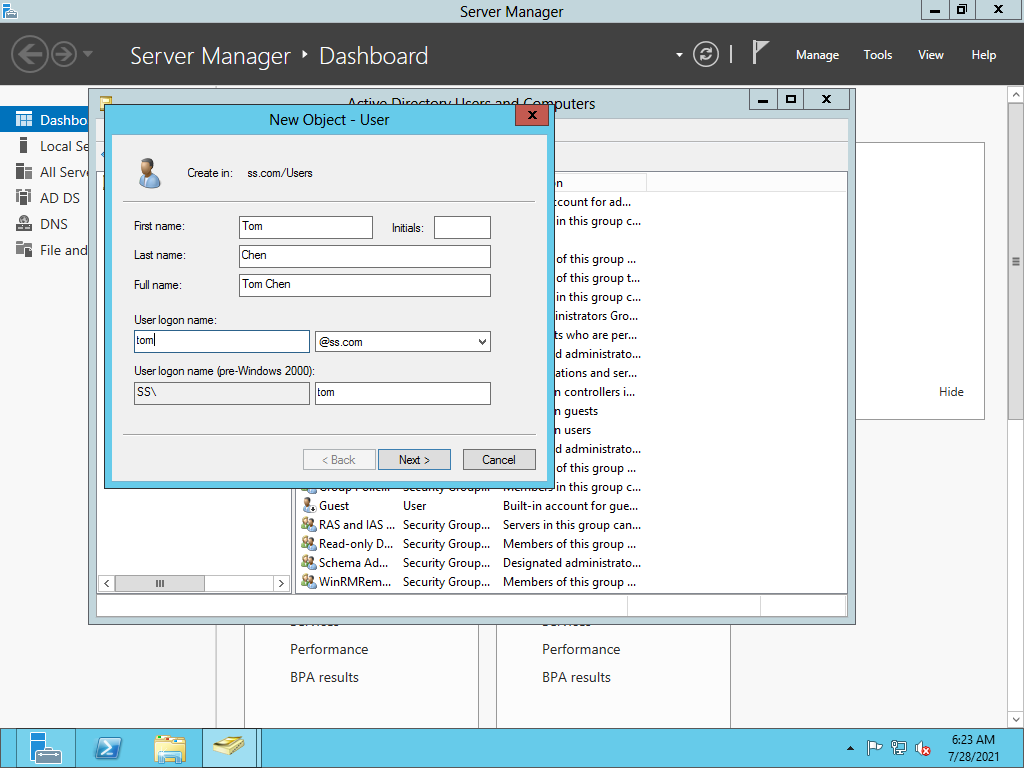 Server Manager
Server Manager ‣ Dashboard
Manage Tools View Help
Active Directory Users and Computers
New Object - User
Create in: ss.com/Users
First name: Tom Initials:
Last name: Chen
Full name: Tom Chen
User logon name:
tom @ss.com
User logon name (pre-Windows 2000):
SS\ tom
< Back Next > Cancel
Dashbo
Local Se
All Serve
AD DS
DNS
File and
on
count for ad...
in this group c...
of this group ...
of this group t...
in this group c...
inistrators Gro...
ts who are per...
d administrato...
ations and ser...
n controllers i...
n guests
n users
d administrato...
of this group ...
Group Polic... Security Group... Members in this group c...
Guest User Built-in account for gue...
RAS and IAS ... Security Group... Servers in this group can...
Read-only D... Security Group... Members of this group ...
Schema Ad... Security Group... Designated administrato...
WinRMRem... Security Group... Members of this group ...
Hide
Services Services
Performance Performance
BPA results BPA results
6:23 AM
7/28/2021